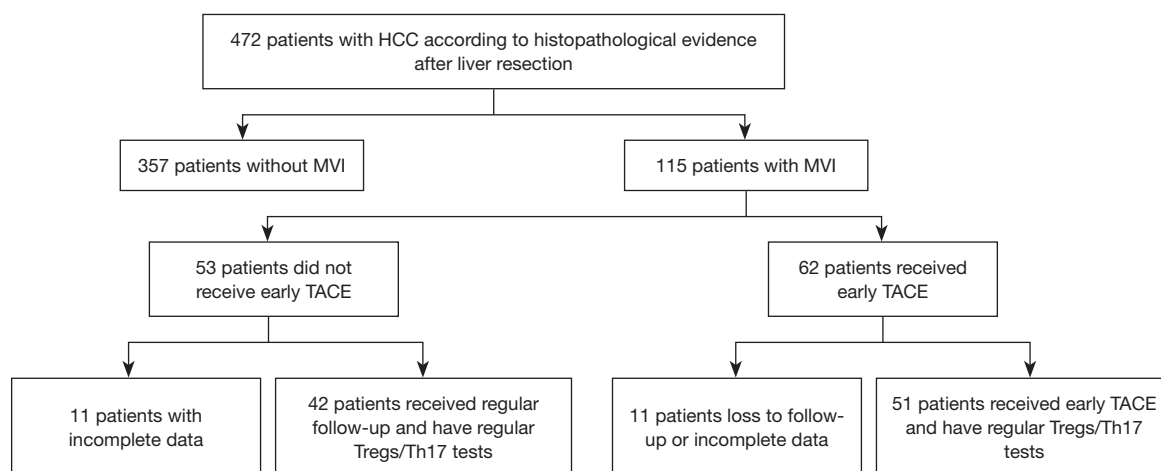 472 patients with HCC according to histopathological evidence
after liver resection
357 patients without MVI
115 patients with MVI
53 patients did not
receive early TACE
62 patients received
early TACE
11 patients with
incomplete data
42 patients received regular
follow-up and have regular
Tregs/Th17 tests
11 patients loss to follow-
up or incomplete data
51 patients received early TACE
and have regular Tregs/Th17
tests